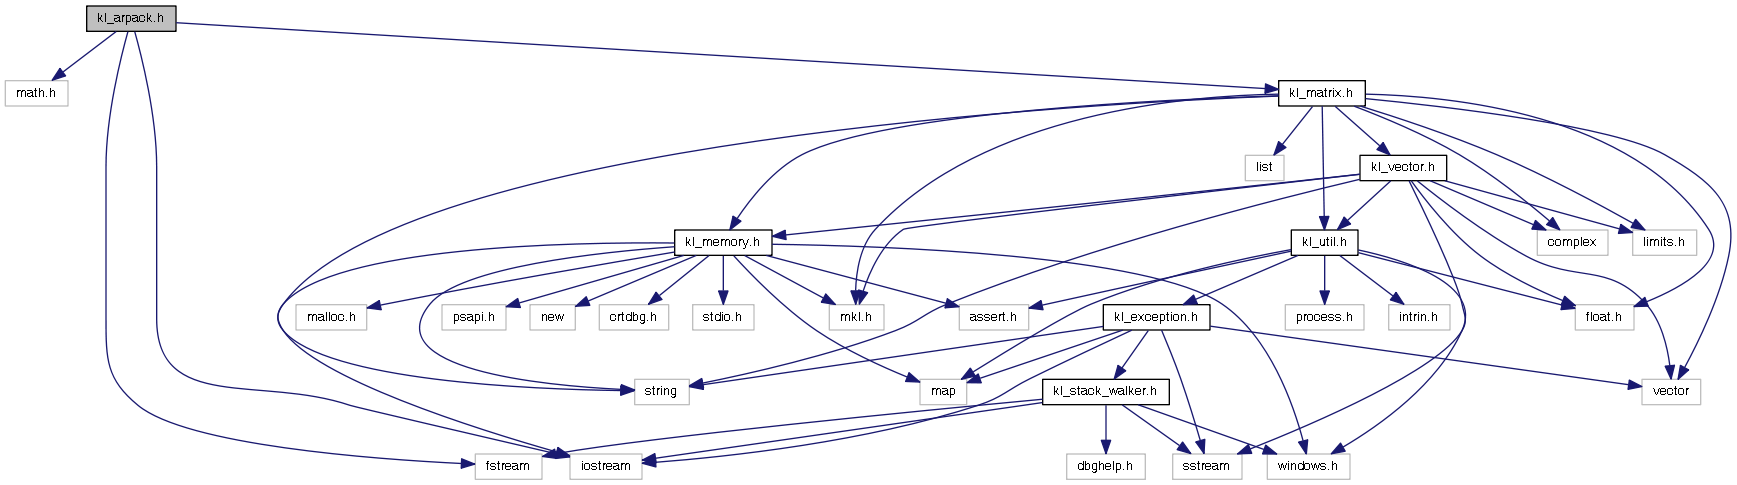 kl_arpack.h
math.h
kl_matrix.h
list
kl_vector.h
kl_memory.h
kl_util.h
complex
limits.h
malloc.h
psapi.h
new
crtdbg.h
stdio.h
mkl.h
assert.h
kl_exception.h
process.h
intrin.h
float.h
string
map
kl_stack_walker.h
vector
fstream
iostream
dbghelp.h
sstream
windows.h